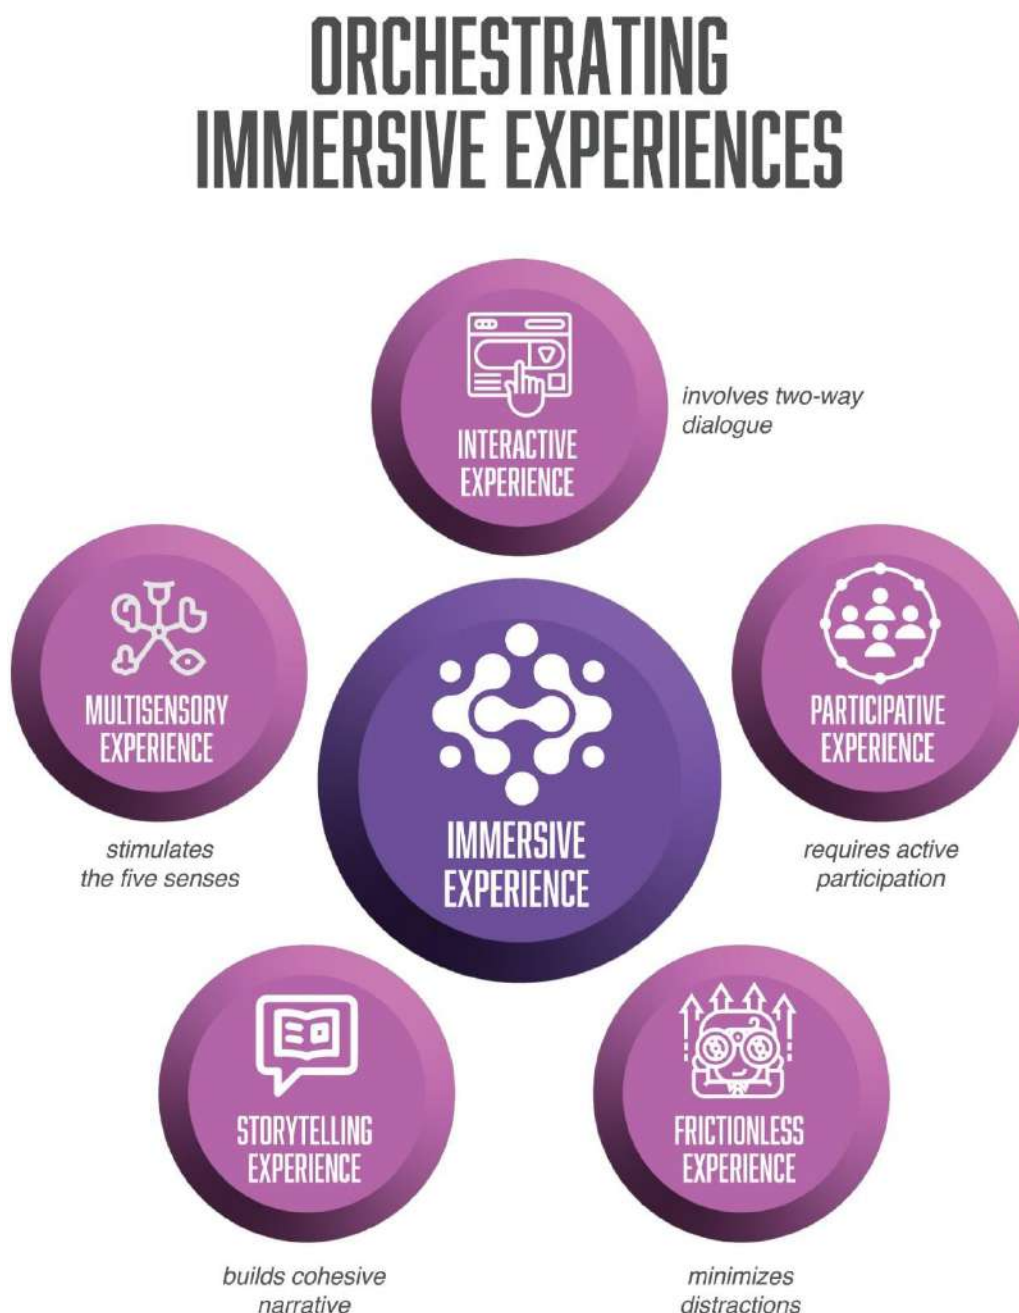 ORCHESTRATING
IMMERSIVE EXPERIENCES
INTERACTIVE
EXPERIENCE
involves two-way
dialogue
MULTISENSORY
EXPERIENCE
stimulates
the five senses
PARTICIPATIVE
EXPERIENCE
requires active
participation
IMMERSIVE
EXPERIENCE
STORYTELLING
EXPERIENCE
builds cohesive
narrative
FRICTIONLESS
EXPERIENCE
minimizes
distractions